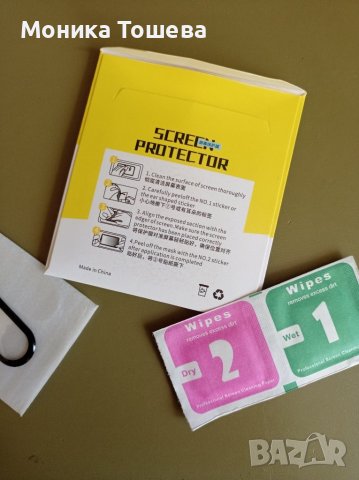 Моника Тошева
SCREEN
PROTECTOR
1. Clean the surface of screen thoroughly
2. Carefully peel off the NO.1 sticker or
the ear shaped sticker
3. Align the exposed section with the
edger of screen. Make sure the screen
protector has been placed correctly
4. Peel off the mask with the NO.2 sticker
after application is completed
Made in China
Wipes
removes excess dirt
Dry
2
Professional Screen Cleaning Paper
Wipes
removes excess dirt
Wet
1
Professional Screen Cleaning
BAZAR